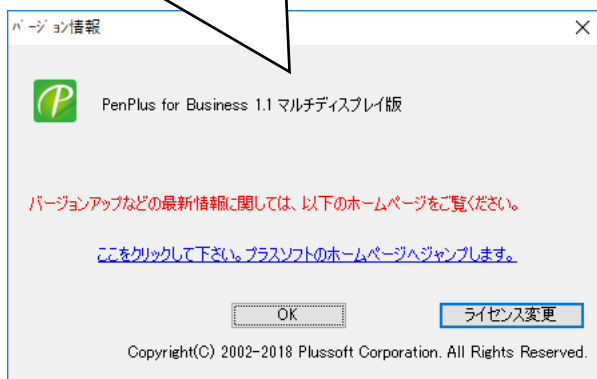 バージョン情報
PenPlus for Business 1.1 マルチディスプレイ版
バージョンアップなどの最新情報に関しては、以下のホームページをご覧ください。
ここをクリックして下さい。プラスソフトのホームページへジャンプします。
OK
ライセンス変更
Copyright(C) 2002-2018 Plussoft Corporation. All Rights Reserved.